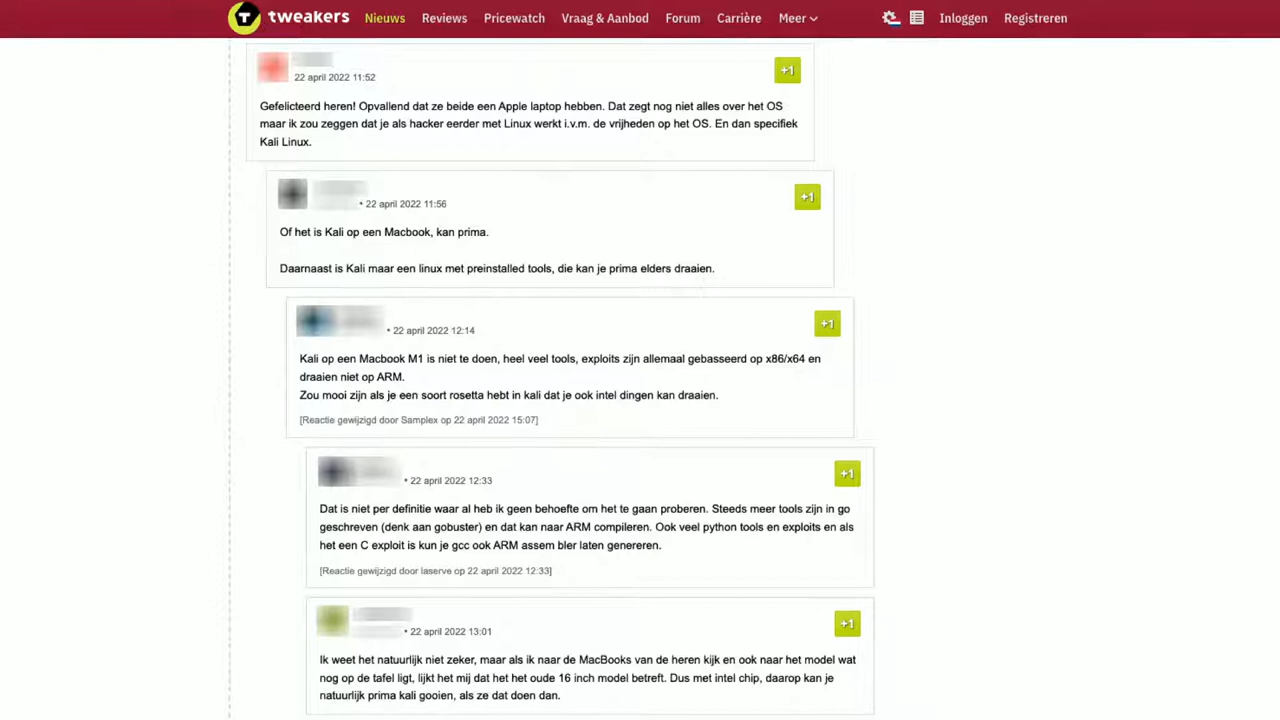 tweakers Nieuws Reviews Pricewatch Vraag & Aanbod Forum Carrière Meer Inloggen Registreren
22 april 2022 11:52
+1
Gefeliciteerd heren! Opvallend dat ze beide een Apple laptop hebben. Dat zegt nog niet alles over het OS
maar ik zou zeggen dat je als hacker eerder met Linux werkt i.v.m. de vrijheden op het OS. En dan specifiek
Kali Linux.
• 22 april 2022 11:56
+1
Of het is Kali op een Macbook, kan prima.
Daarnaast is Kali maar een linux met preinstalled tools, die kan je prima elders draaien.
• 22 april 2022 12:14
+1
Kali op een Macbook M1 is niet te doen, heel veel tools, exploits zijn allemaal gebasseerd op x86/x64 en
draaien niet op ARM.
Zou mooi zijn als je een soort rosetta hebt in kali dat je ook intel dingen kan draaien.
[Reactie gewijzigd door Samplex op 22 april 2022 15:07]
• 22 april 2022 12:33
+1
Dat is niet per definitie waar al heb ik geen behoefte om het te gaan proberen. Steeds meer tools zijn in go
geschreven (denk aan gobuster) en dat kan naar ARM compileren. Ook veel python tools en exploits en als
het een C exploit is kun je gcc ook ARM assem bler laten genereren.
[Reactie gewijzigd door laserve op 22 april 2022 12:33]
• 22 april 2022 13:01
+1
Ik weet het natuurlijk niet zeker, maar als ik naar de MacBooks van de heren kijk en ook naar het model wat
nog op de tafel ligt, lijkt het mij dat het het oude 16 inch model betreft. Dus met intel chip, daarop kan je
natuurlijk prima kali gooien, als ze dat doen dan.